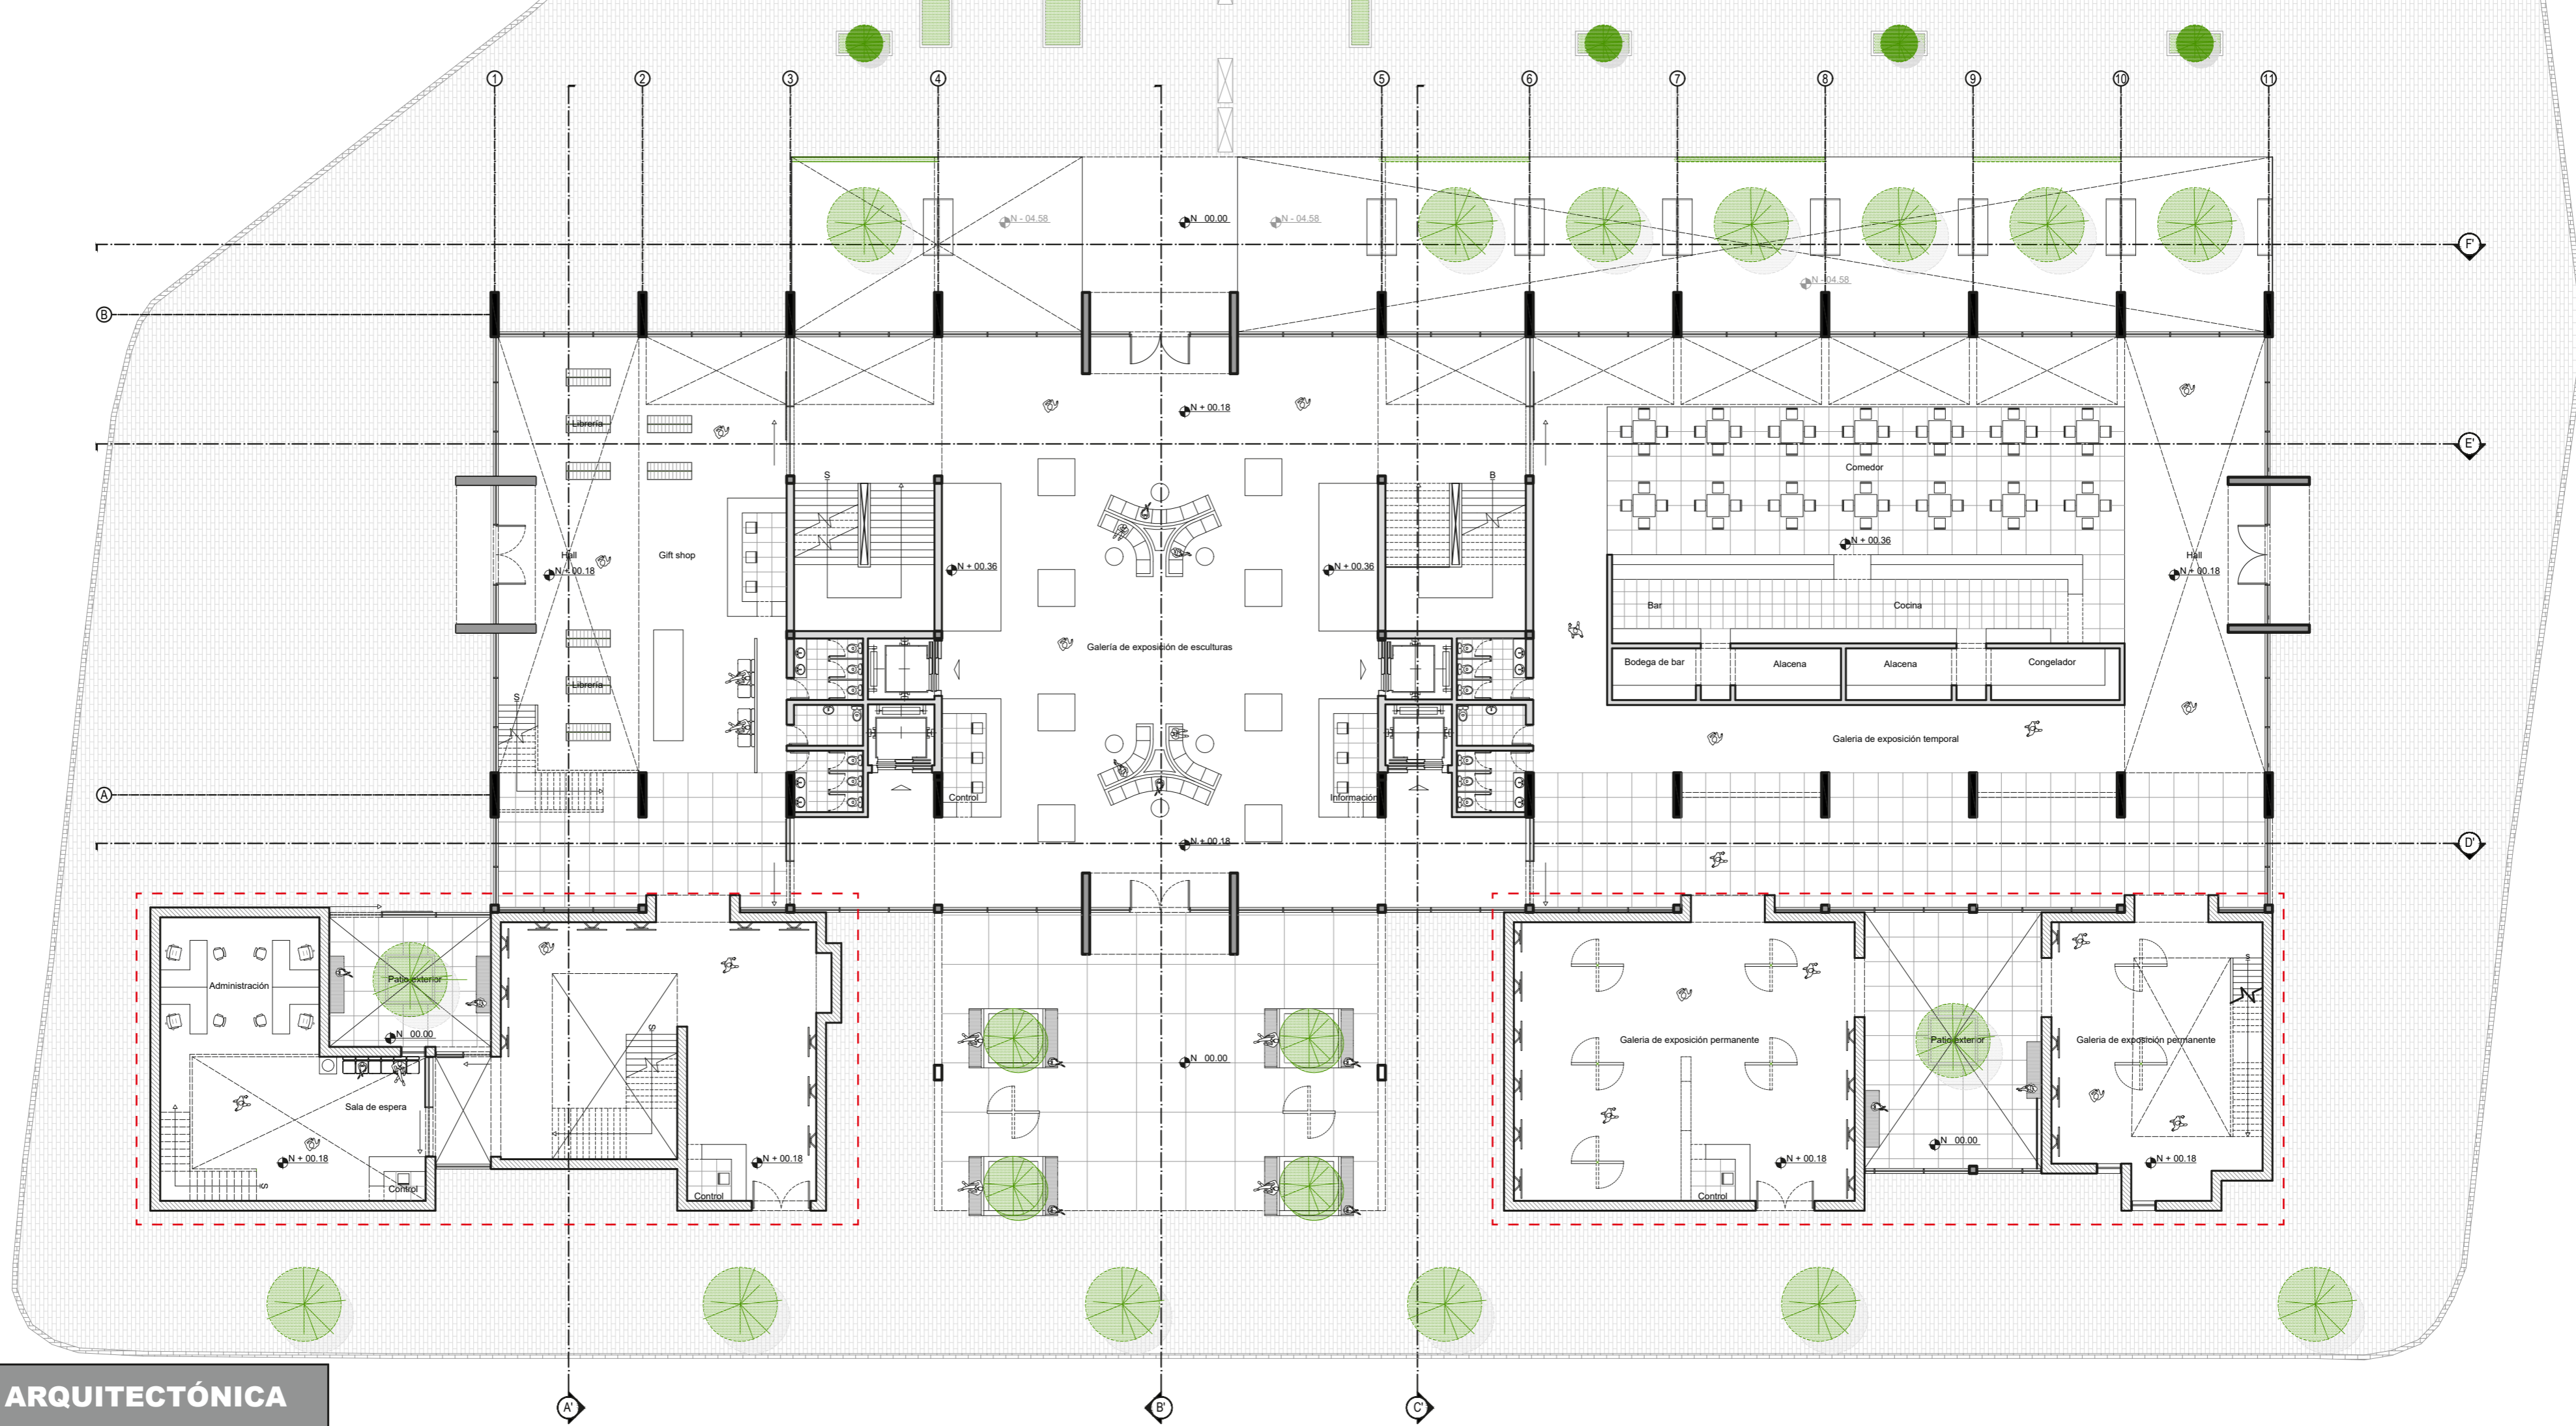 1 2 3 4 5 6 7 8 9 10 11
N - 04.58
N 00.00
N - 04.58
F'
N - 04.58
B
N + 00.18
Librería
E'
Comedor
S
B
N + 00.36
Hall
Gift shop
Hall
N + 00.18
N + 00.36
N + 00.36
N + 00.18
Bar
Cocina
Galería de exposición de esculturas
Bodega de bar
Alacena
Alacena
Congelador
Librería
S
Galeria de exposición temporal
A
Control
Información
N + 00.18
D'
Patio exterior
Administración
S
S
N 00.00
N 00.00
Galeria de exposición permanente
Patio exterior
Galeria de exposición permanente
Sala de espera
N 00.00
N + 00.18
N + 00.18
N + 00.18
N + 00.18
S
Control
Control
Control
ARQUITECTÓNICA
A'
B'
C'